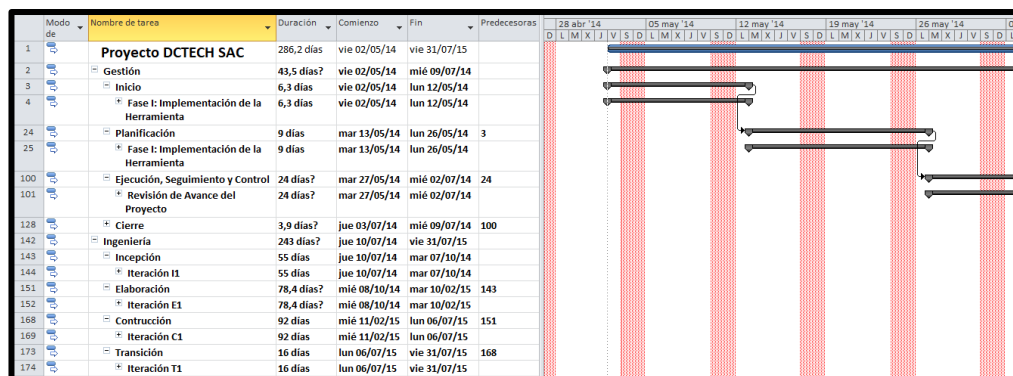 Modo de	Nombre de tarea	Duración	Comienzo	Fin	Predecesoras	28 abr '14	05 may '14	12 may '14	19 may '14	26 may '14	0
D L M X J V S D L M X J V S D L M X J V S D L M X J V S D L M X J V S D L
1	Proyecto DCTECH SAC	286,2 días	vie 02/05/14	vie 31/07/15
2	Gestión	43,5 días?	vie 02/05/14	mié 09/07/14
3	Inicio	6,3 días	vie 02/05/14	lun 12/05/14
4	Fase I: Implementación de la	6,3 días	vie 02/05/14	lun 12/05/14
Herramienta
24	Planificación	9 días	mar 13/05/14	lun 26/05/14	3
25	Fase I: Implementación de la	9 días	mar 13/05/14	lun 26/05/14
Herramienta
100	Ejecución, Seguimiento y Control	24 días?	mar 27/05/14	mié 02/07/14	24
101	Revisión de Avance del	24 días?	mar 27/05/14	mié 02/07/14
Proyecto
128	Cierre	3,9 días?	jue 03/07/14	mié 09/07/14	100
142	Ingeniería	243 días?	jue 10/07/14	vie 31/07/15
143	Incepción	55 días	jue 10/07/14	mar 07/10/14
144	Iteración I1	55 días	jue 10/07/14	mar 07/10/14
151	Elaboración	78,4 días?	mié 08/10/14	mar 10/02/15	143
152	Iteración E1	78,4 días?	mié 08/10/14	mar 10/02/15
168	Contrucción	92 días	mié 11/02/15	lun 06/07/15	151
169	Iteración C1	92 días	mié 11/02/15	lun 06/07/15
173	Transición	16 días	lun 06/07/15	vie 31/07/15	168
174	Iteración T1	16 días	lun 06/07/15	vie 31/07/15